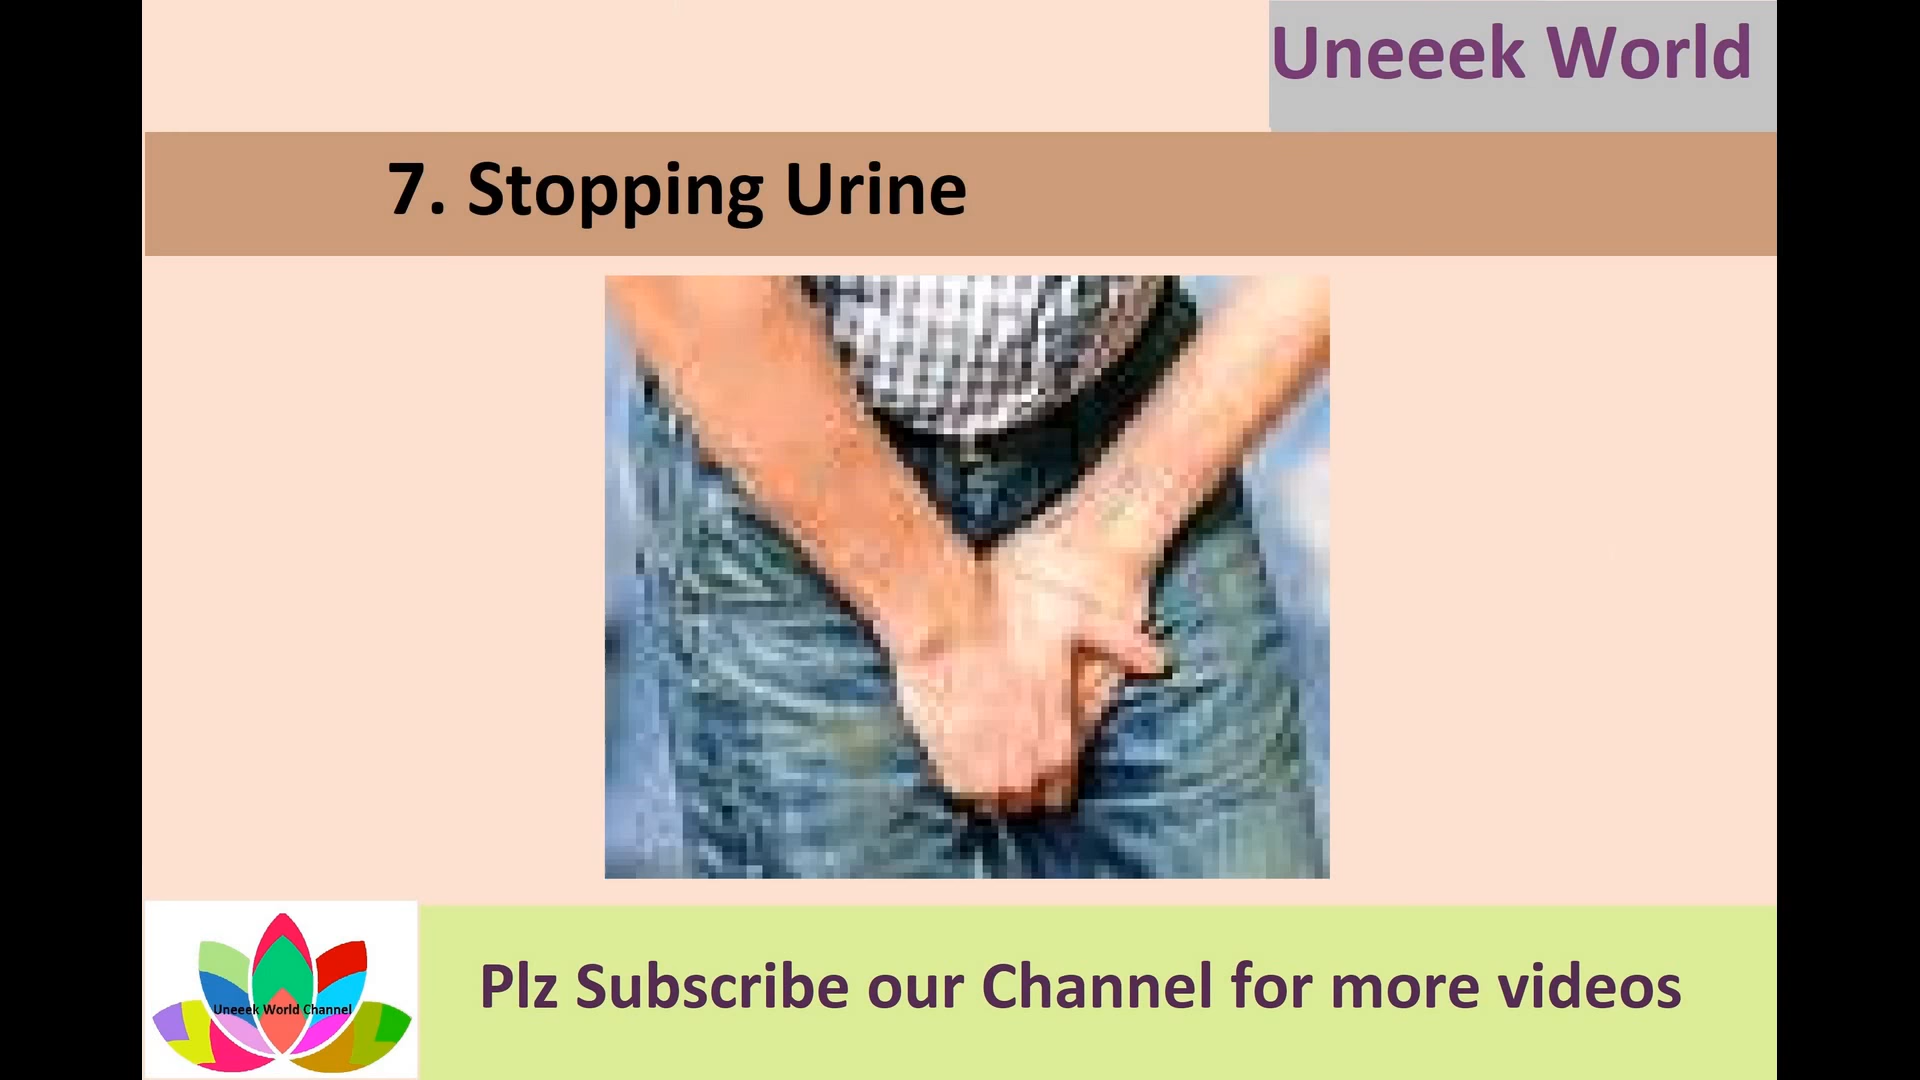 Uneeek World
7. Stopping Urine
Uneeek World Channel
Plz Subscribe our Channel for more videos